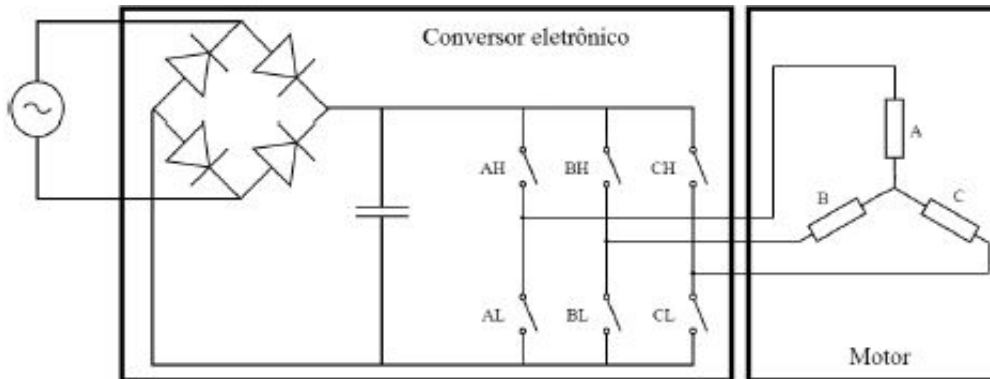 Conversor eletrônico
A
AH
BH
CH
B
C
AL
BL
CL
Motor